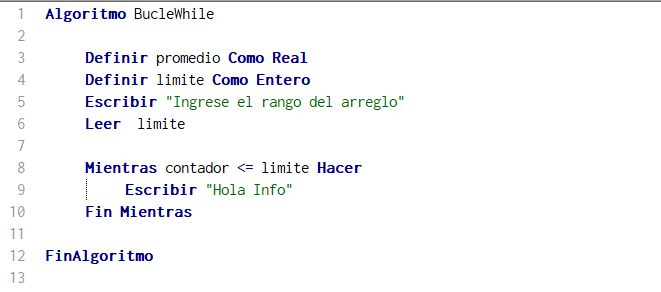 1 Algoritmo BucleWhile
2
3 Definir promedio Como Real
4 Definir limite Como Entero
5 Escribir "Ingrese el rango del arreglo"
6 Leer  limite
7
8 Mientras contador <= limite Hacer
9 Escribir "Hola Info"
10 Fin Mientras
11
12 FinAlgoritmo
13